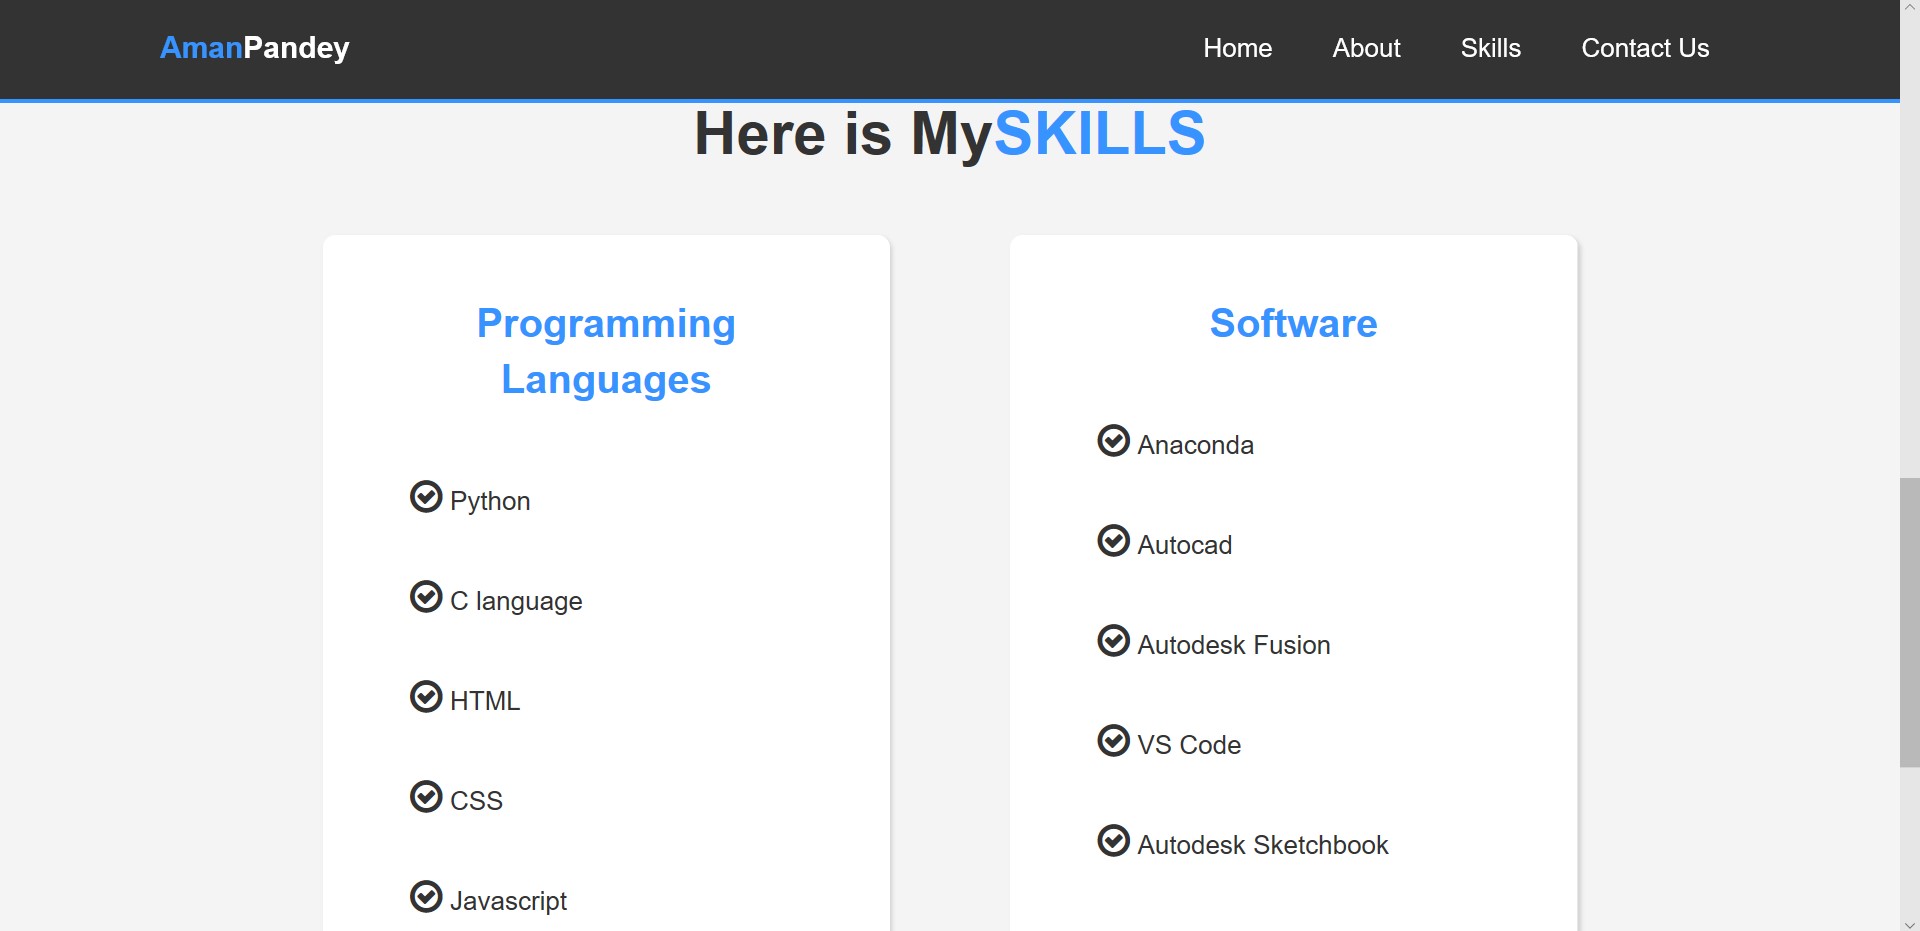 AmanPandey
Home About Skills Contact Us
Here is MySKILLS
Programming
Languages
Python
C language
HTML
CSS
Javascript
Software
Anaconda
Autocad
Autodesk Fusion
VS Code
Autodesk Sketchbook